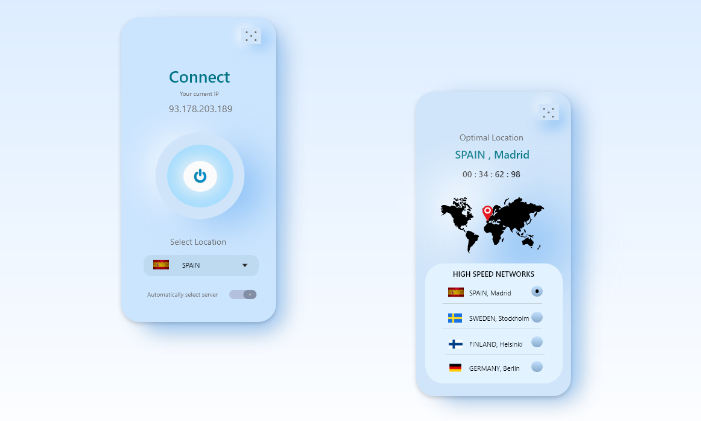 Connect
Your current IP
93.178.203.189
Select Location
SPAIN
Automatically select server
Optimal Location
SPAIN , Madrid
00 : 34 : 62 : 98
HIGH SPEED NETWORKS
SPAIN, Madrid
SWEDEN, Stockholm
FINLAND, Helsinki
GERMANY, Berlin